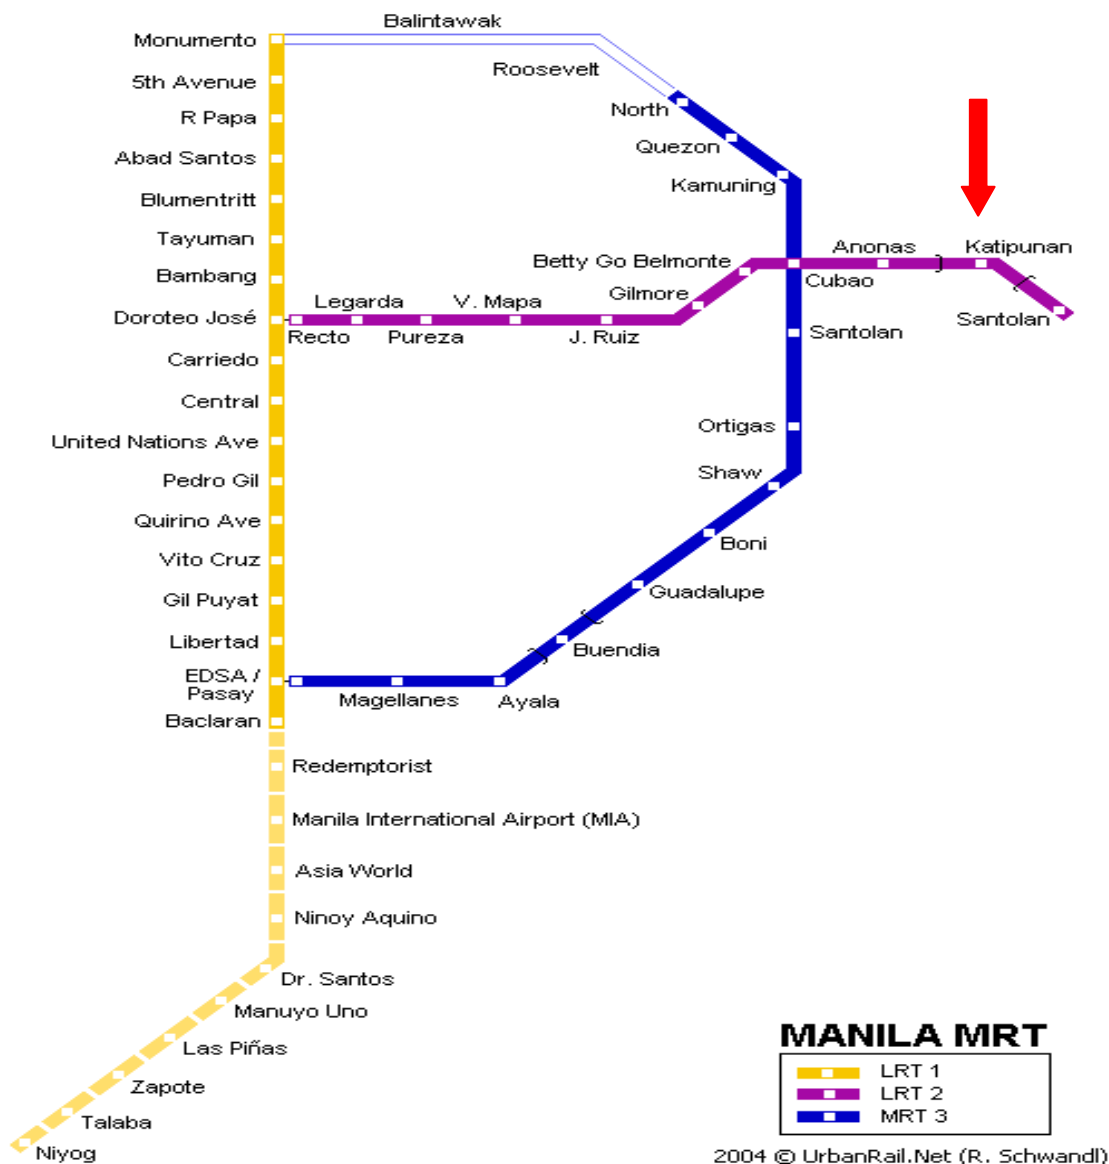 Balintawak
Monumento
Roosevelt
5th Avenue
North
R Papa
Quezon
Abad Santos
Kamuning
Blumentritt
Tayuman
Anonas
Katipunan
Betty Go Belmonte
Bambang
Cubao
Gilmore
Legarda
V. Mapa
Doroteo José
Santolan
Recto
Pureza
J. Ruiz
Santolan
Carriedo
Central
Ortigas
United Nations Ave
Shaw
Pedro Gil
Quirino Ave
Boni
Vito Cruz
Guadalupe
Gil Puyat
Libertad
Buendia
EDSA /
Pasay
Magellanes
Ayala
Baclaran
Redemptorist
Manila International Airport (MIA)
Asia World
Ninoy Aquino
Dr. Santos
Manuyo Uno
Las Piñas
Zapote
Talaba
Niyog
MANILA MRT
LRT 1
LRT 2
MRT 3
2004 © UrbanRail.Net (R. Schwandl)